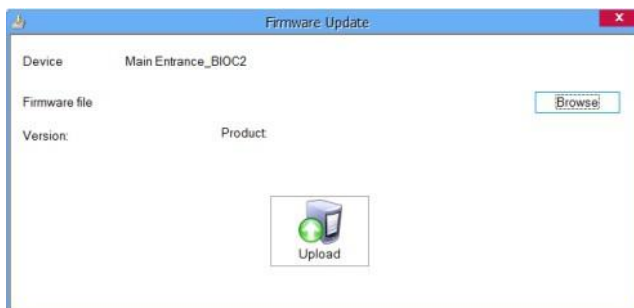 Firmware Update
x
Device Main Entrance_BIOC2
Firmware file Browse
Version: Product:
Upload